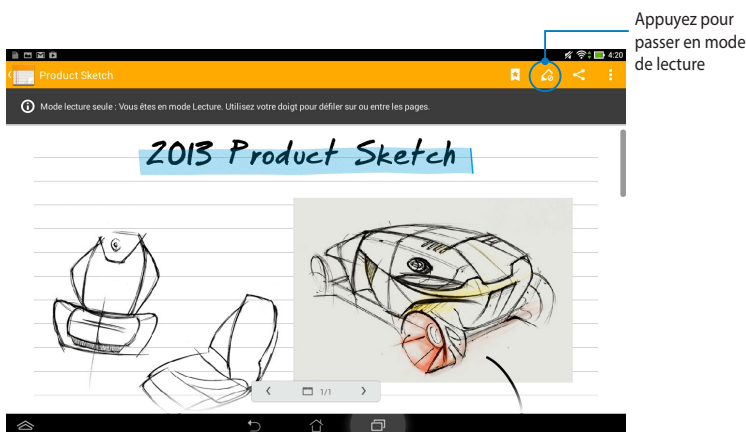 Appuyez pour
passer en mode
de lecture
4:20
Product Sketch
Mode lecture seule : Vous êtes en mode Lecture. Utilisez votre doigt pour défiler sur ou entre les pages.
2013 Product Sketch
1/1